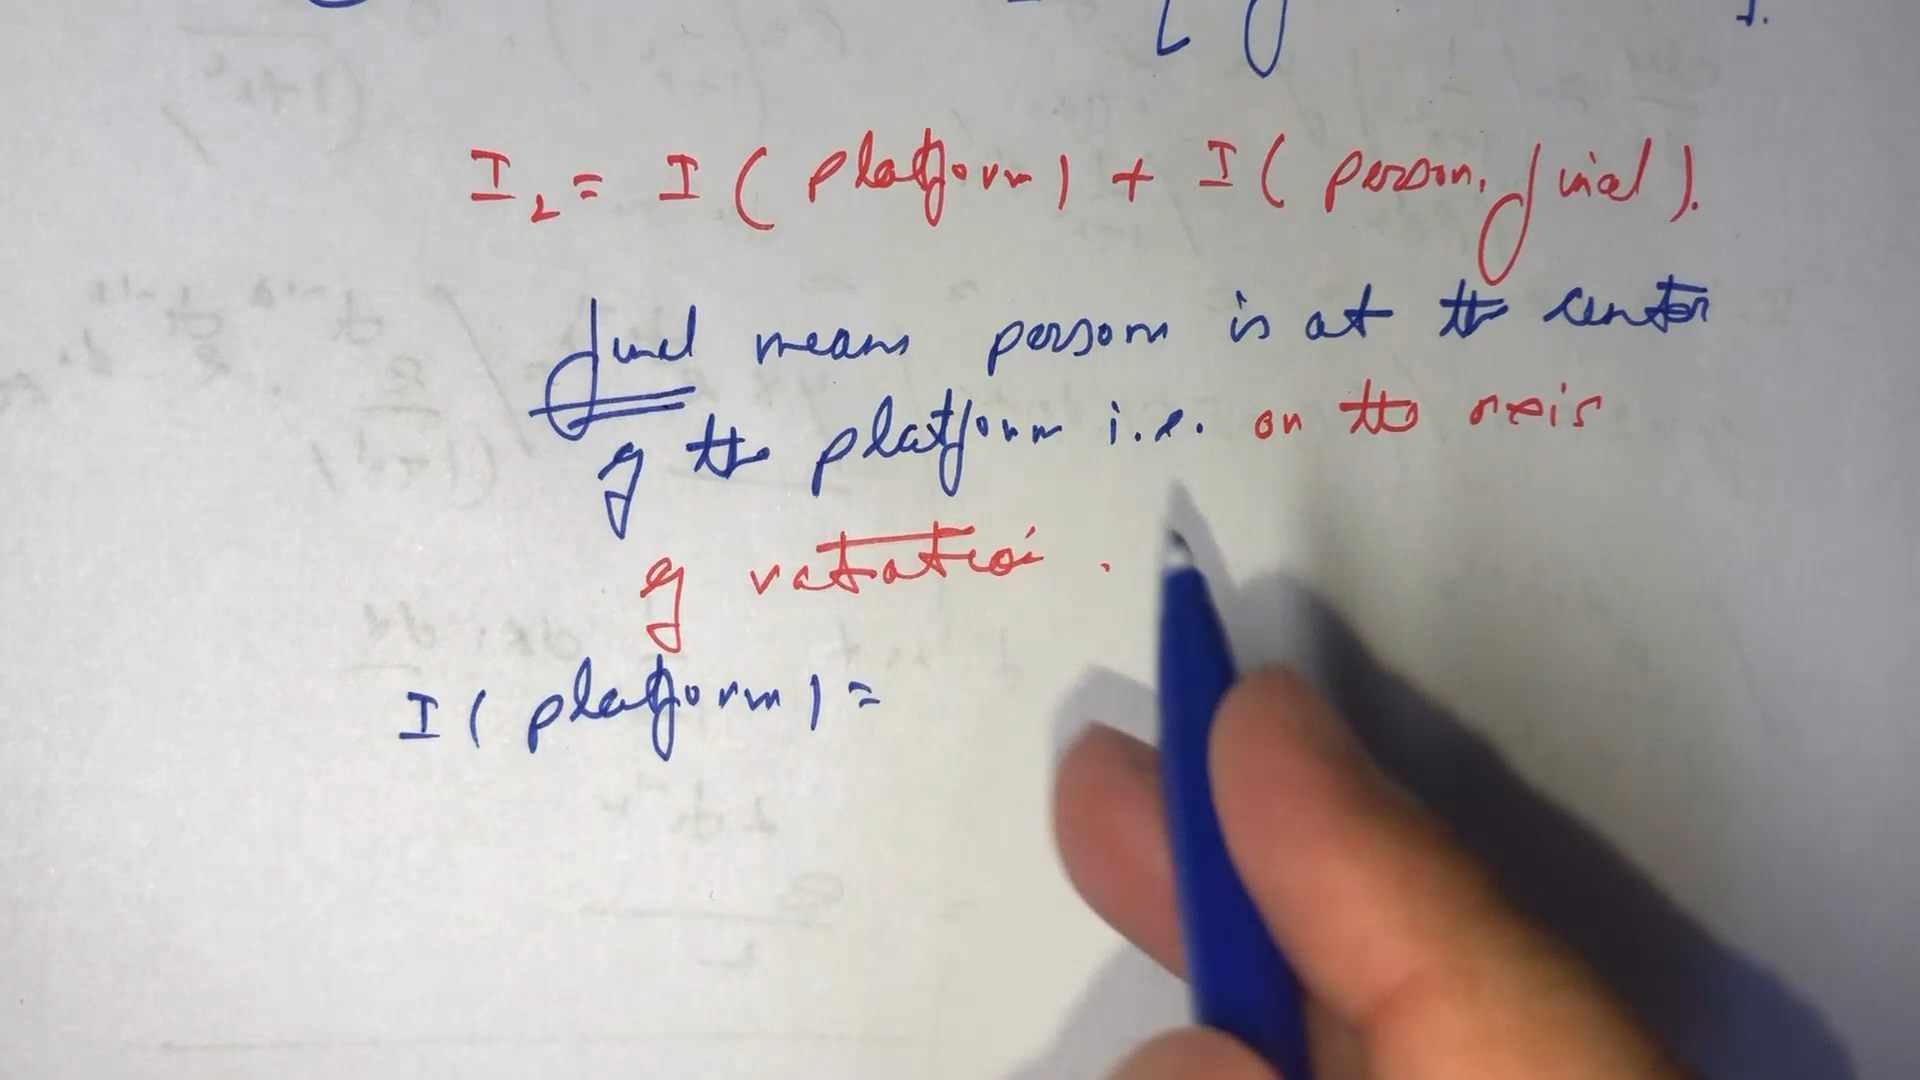 I₂ = I ( platform ) + I ( person, final ).
final means person is at the center
of the platform i.e. on the axis
of rotation .
I ( platform ) =